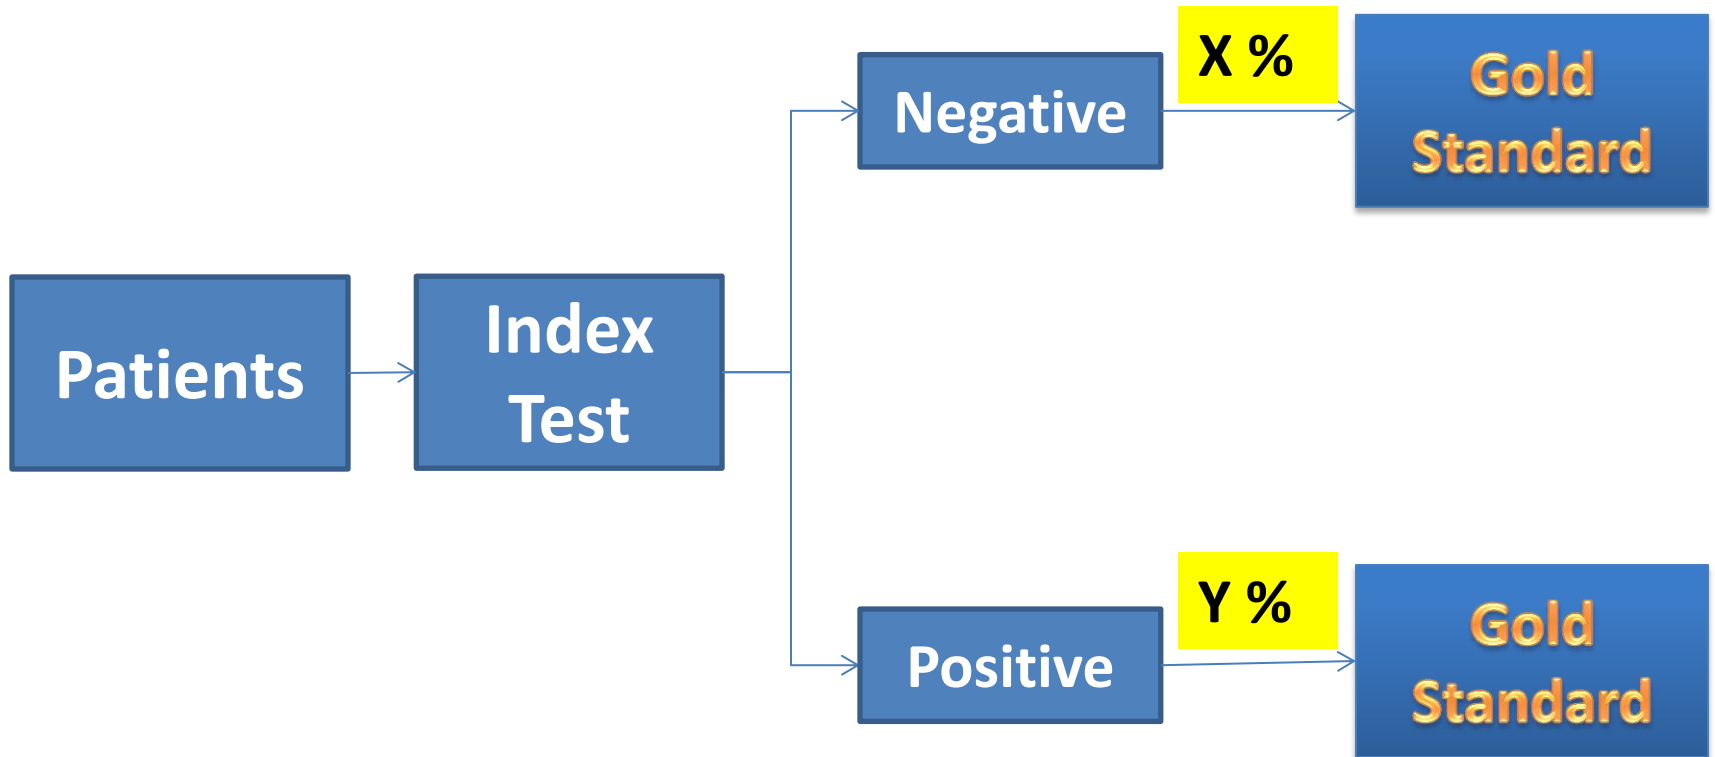 Patients
Index
Test
Negative
X %
Gold
Standard
Positive
Y %
Gold
Standard